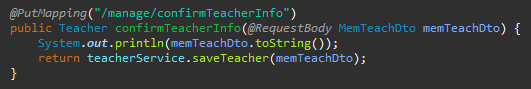 @PutMapping("/manage/confirmTeacherInfo")
public Teacher confirmTeacherInfo(@RequestBody MemTeachDto memTeachDto) {
    System.out.println(memTeachDto.toString());
    return teacherService.saveTeacher(memTeachDto);
}